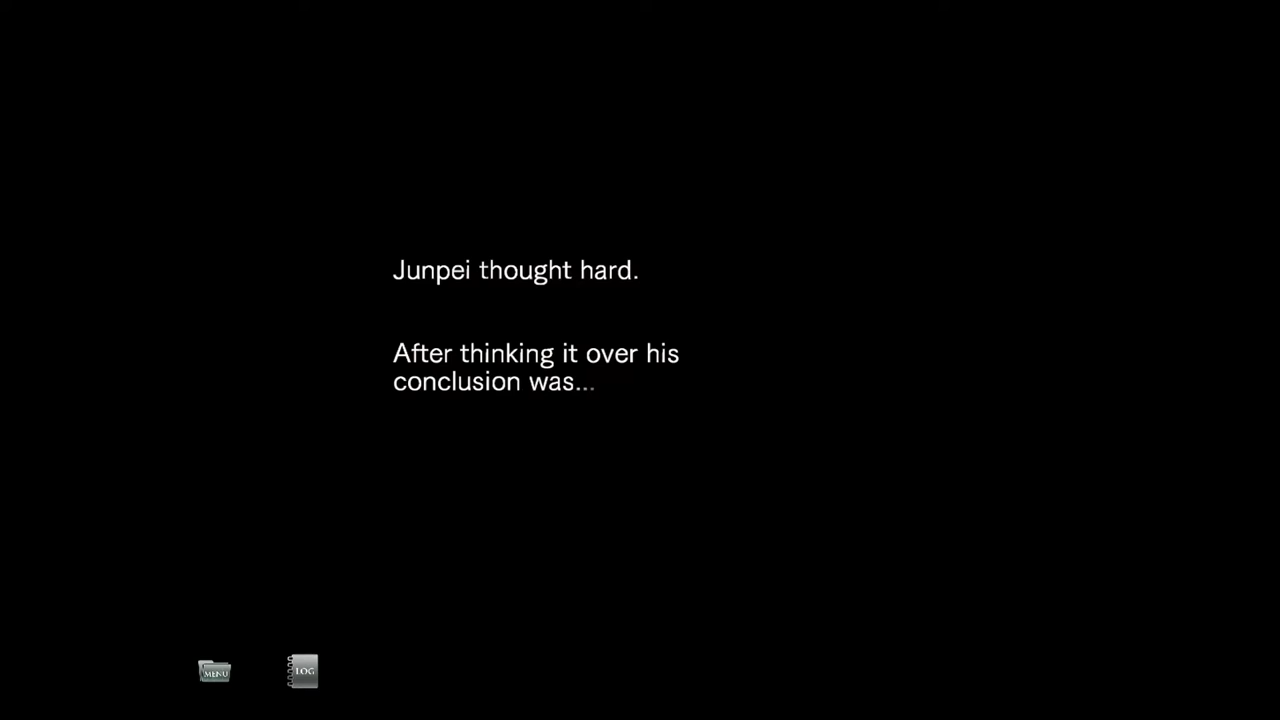 Junpei thought hard.
After thinking it over his
conclusion was...
MENU
LOG